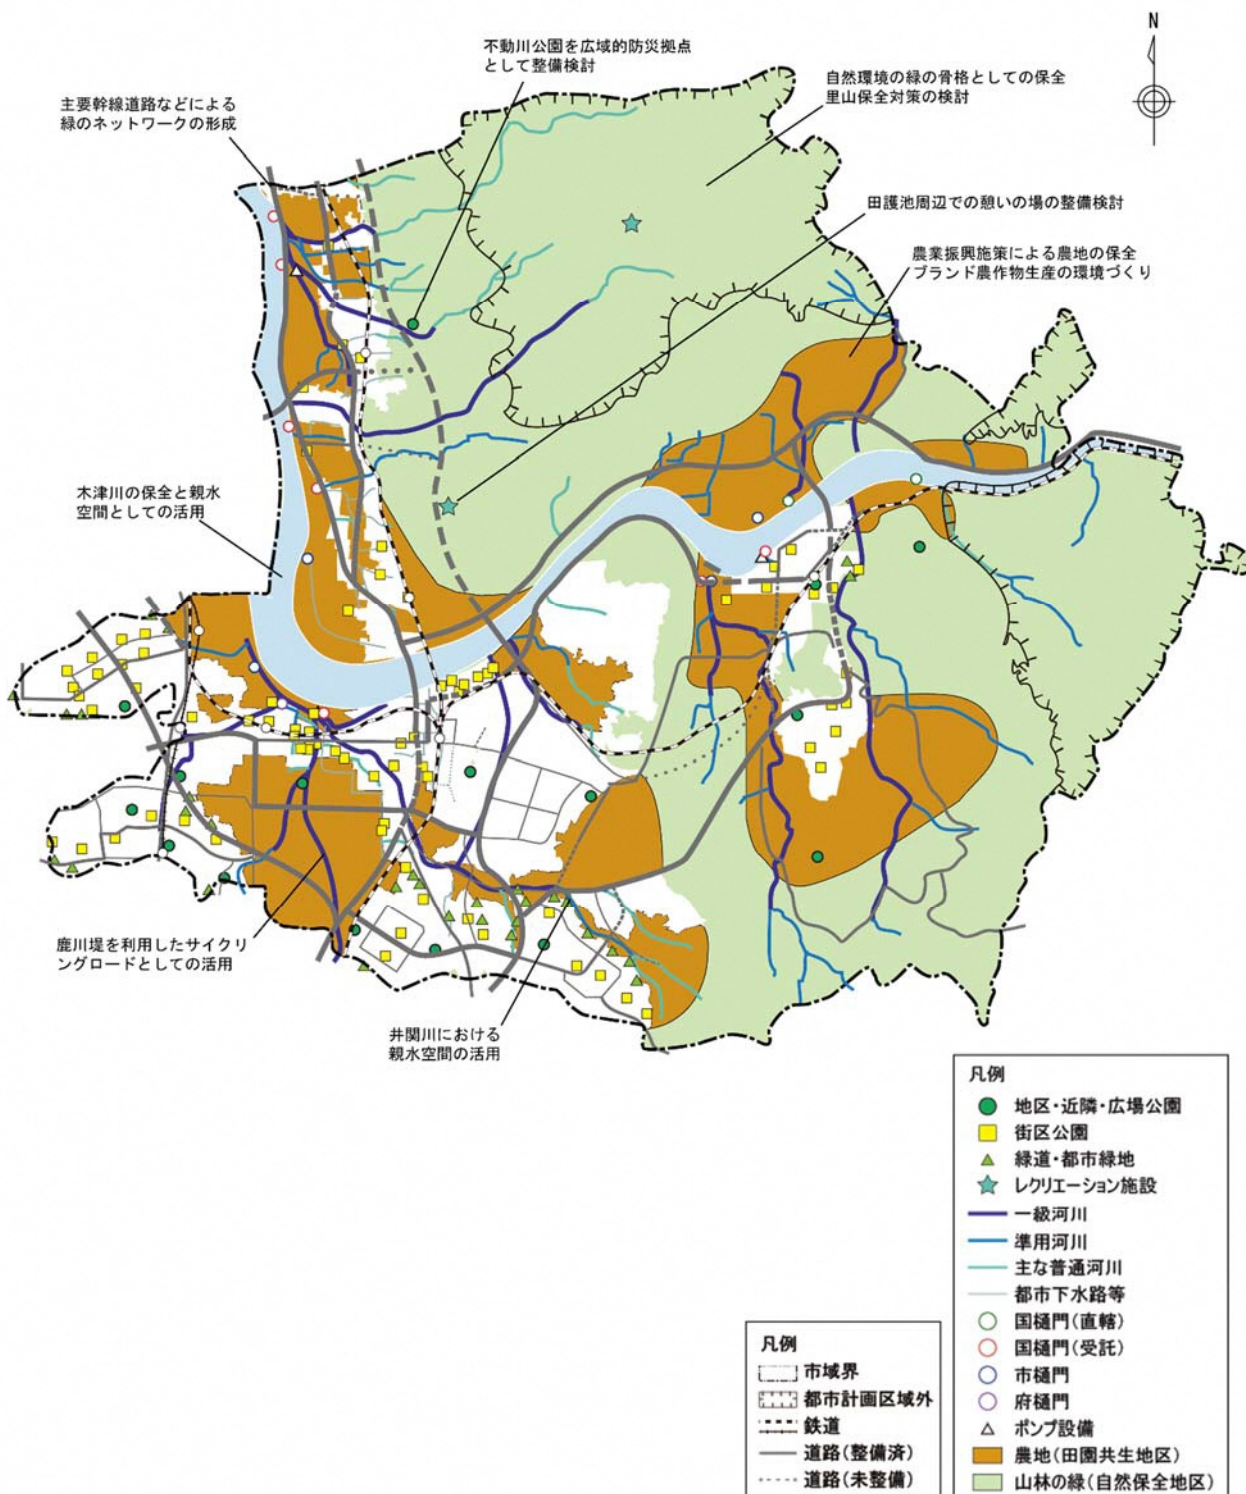 N
不動川公園を広域的防災拠点
として整備検討
自然環境の緑の骨格としての保全
里山保全対策の検討
主要幹線道路などによる
緑のネットワークの形成
田護池周辺での憩いの場の整備検討
農業振興施策による農地の保全
ブランド農作物生産の環境づくり
木津川の保全と親水
空間としての活用
鹿川堤を利用したサイクリ
ングロードとしての活用
井関川における
親水空間の活用
凡例
地区・近隣・広場公園
街区公園
緑道・都市緑地
レクリエーション施設
一級河川
準用河川
主な普通河川
都市下水路等
国樋門（直轄）
国樋門（受託）
市樋門
府樋門
ポンプ設備
農地（田園共生地区）
山林の緑（自然保全地区）
凡例
市域界
都市計画区域外
鉄道
道路（整備済）
道路（未整備）